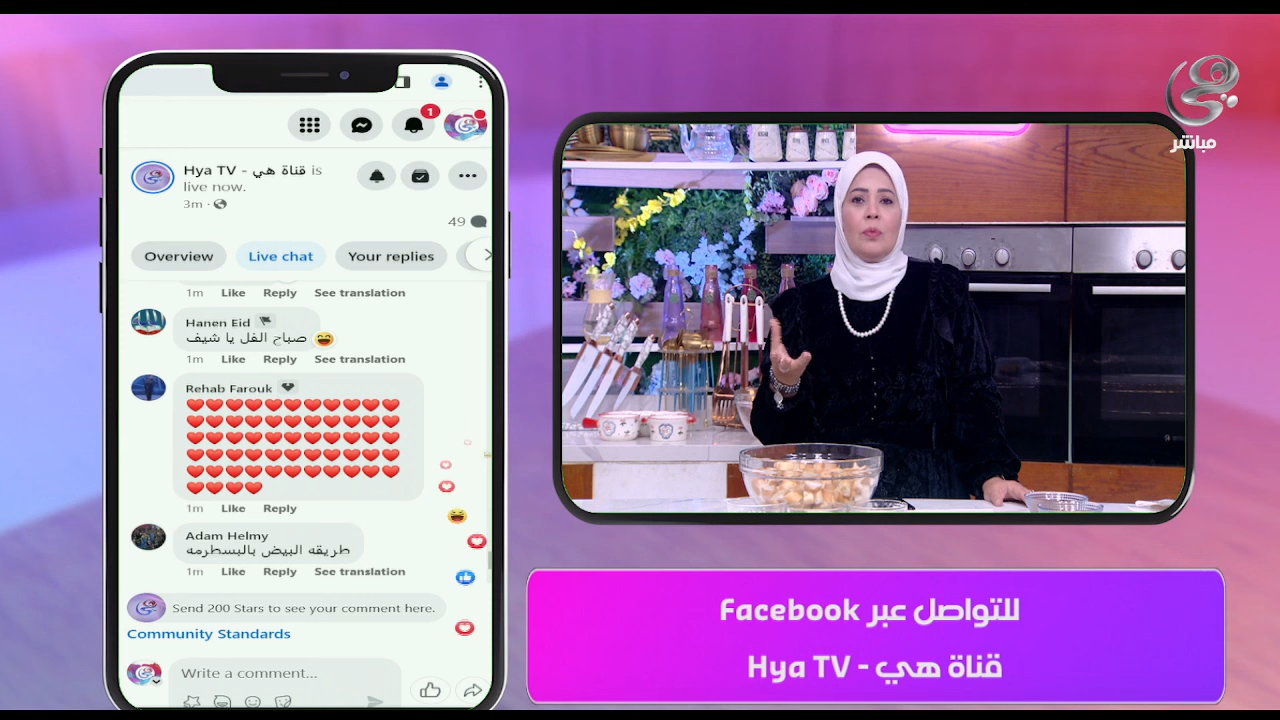 1
Hya TV - قناة هي is
live now.
3m
49
Overview
Live chat
Your replies
1m Like Reply See translation
Hanen Eid
صباح الفل يا شيف
1m Like Reply See translation
Rehab Farouk
1m Like Reply
Adam Helmy
طريقه البيض بالبسطرمه
1m Like Reply See translation
Send 200 Stars to see your comment here.
Community Standards
Write a comment...
هي
مباشر
للتواصل عبر Facebook
قناة هي - Hya TV